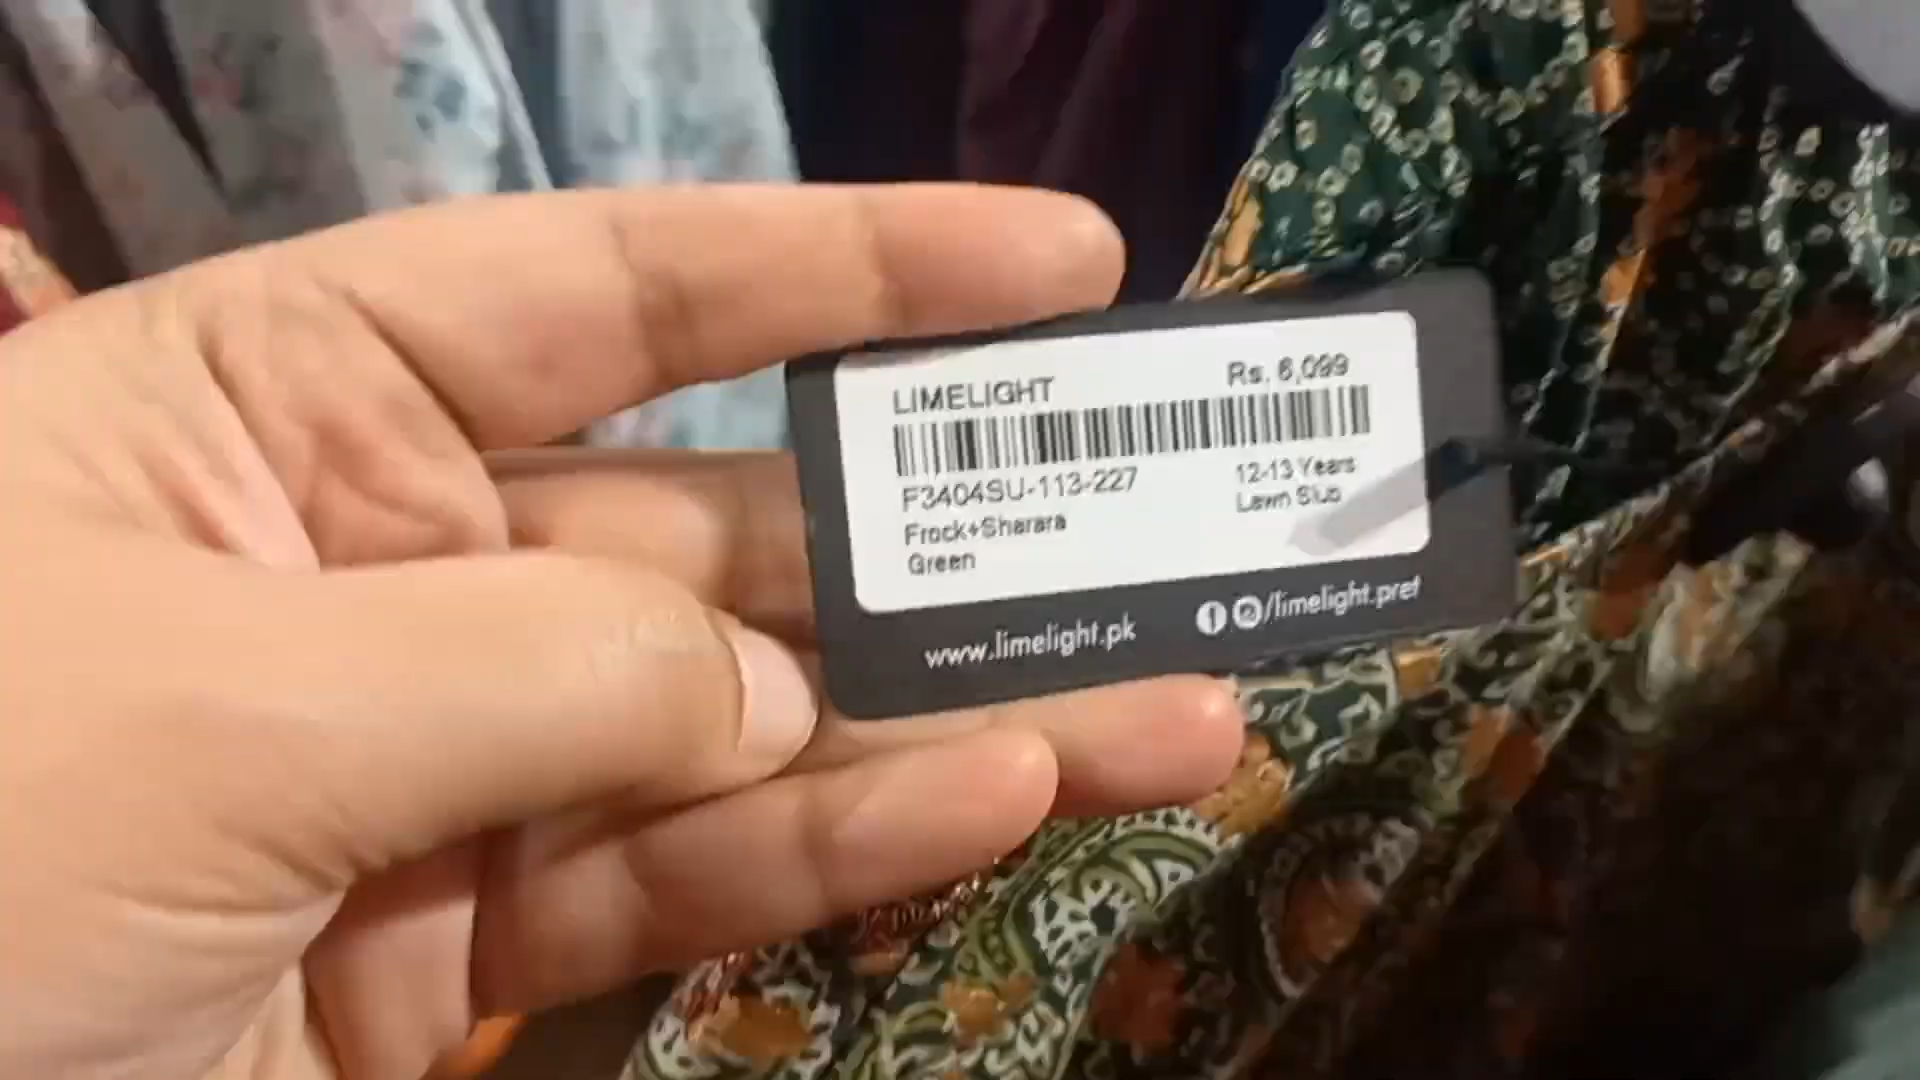 LIMELIGHT
Rs. 6,099
F3404SU-113-227
12-13 Years
Frock+Sharara
Lawn Slub
Green
www.limelight.pk
/limelight.pret